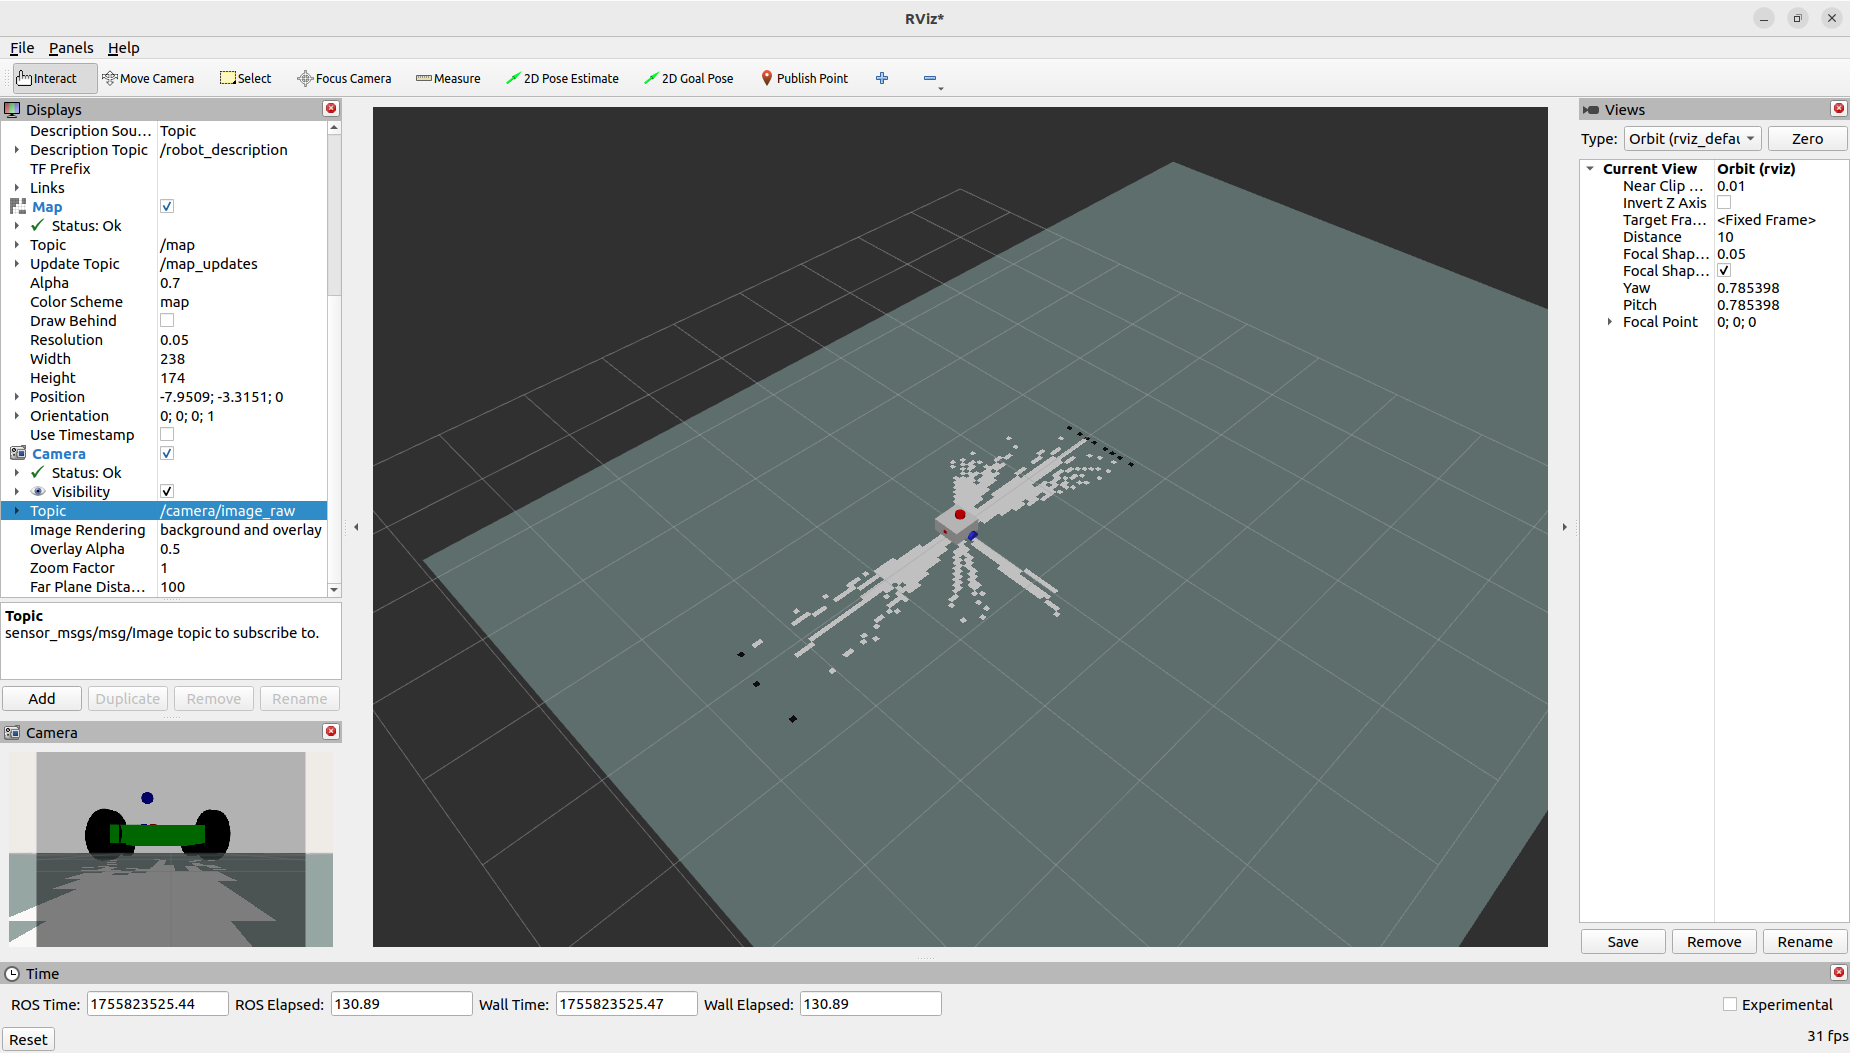 RViz*
File Panels Help
Interact Move Camera Select Focus Camera Measure 2D Pose Estimate 2D Goal Pose Publish Point
Displays
Description Sou... Topic
Description Topic /robot_description
TF Prefix
Links
Map
Status: Ok
Topic /map
Update Topic /map_updates
Alpha 0.7
Color Scheme map
Draw Behind
Resolution 0.05
Width 238
Height 174
Position -7.9509; -3.3151; 0
Orientation 0; 0; 0; 1
Use Timestamp
Camera
Status: Ok
Visibility
Topic /camera/image_raw
Image Rendering background and overlay
Overlay Alpha 0.5
Zoom Factor 1
Far Plane Dista... 100
Topic
sensor_msgs/msg/Image topic to subscribe to.
Add Duplicate Remove Rename
Camera
Views
Type: Orbit (rviz_defau Zero
Current View Orbit (rviz)
Near Clip ... 0.01
Invert Z Axis
Target Fra... <Fixed Frame>
Distance 10
Focal Shap... 0.05
Focal Shap...
Yaw 0.785398
Pitch 0.785398
Focal Point 0; 0; 0
Save Remove Rename
Time
ROS Time: 1755823525.44 ROS Elapsed: 130.89 Wall Time: 1755823525.47 Wall Elapsed: 130.89 Experimental
Reset 31 fps